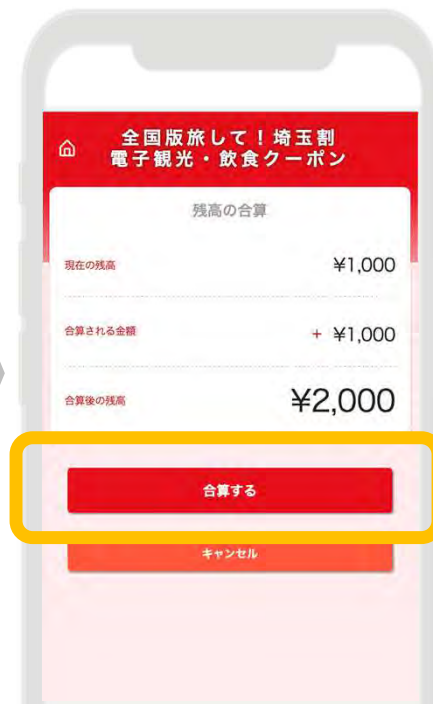 全国版旅して！埼玉割
電子観光・飲食クーポン
残高の合算
現在の残高 ¥1,000
合算される金額 + ¥1,000
合算後の残高 ¥2,000
合算する
キャンセル